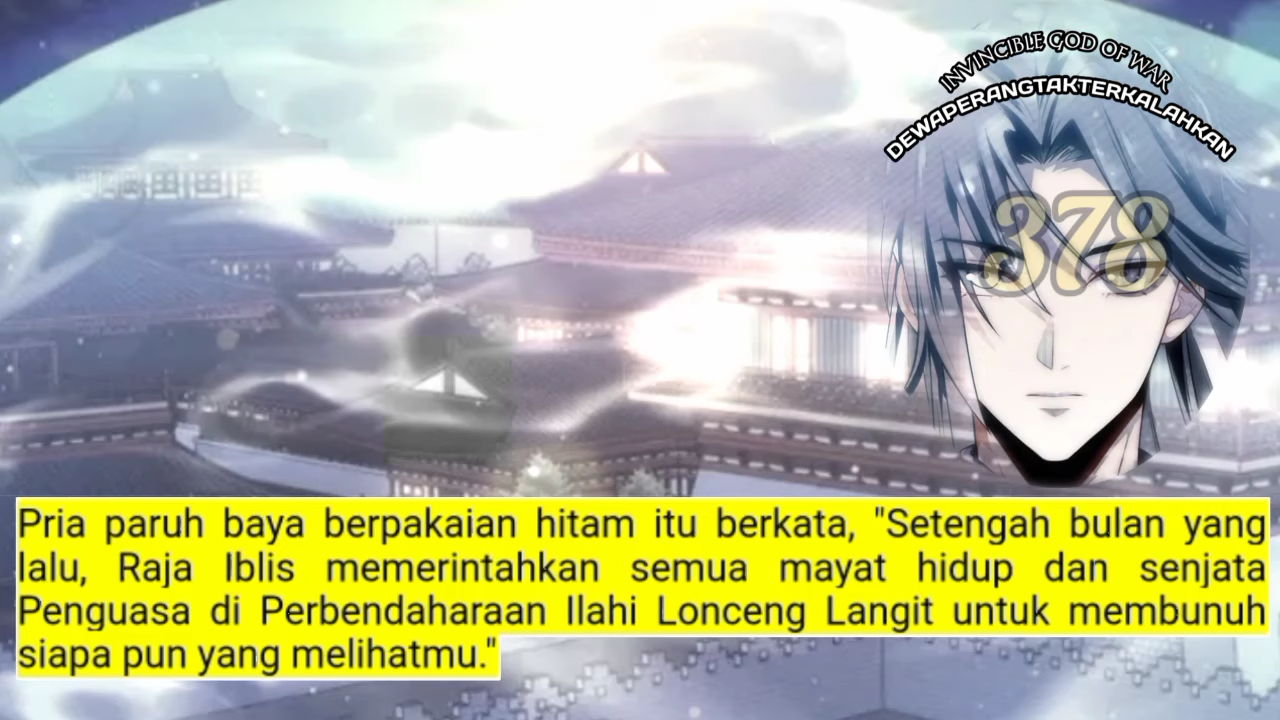 INVINCIBLE GOD OF WAR
DEWAPERANGTAKTERKALAHKAN
378
Pria paruh baya berpakaian hitam itu berkata, "Setengah bulan yang
lalu, Raja Iblis memerintahkan semua mayat hidup dan senjata
Penguasa di Perbendaharaan Ilahi Lonceng Langit untuk membunuh
siapa pun yang melihatmu."